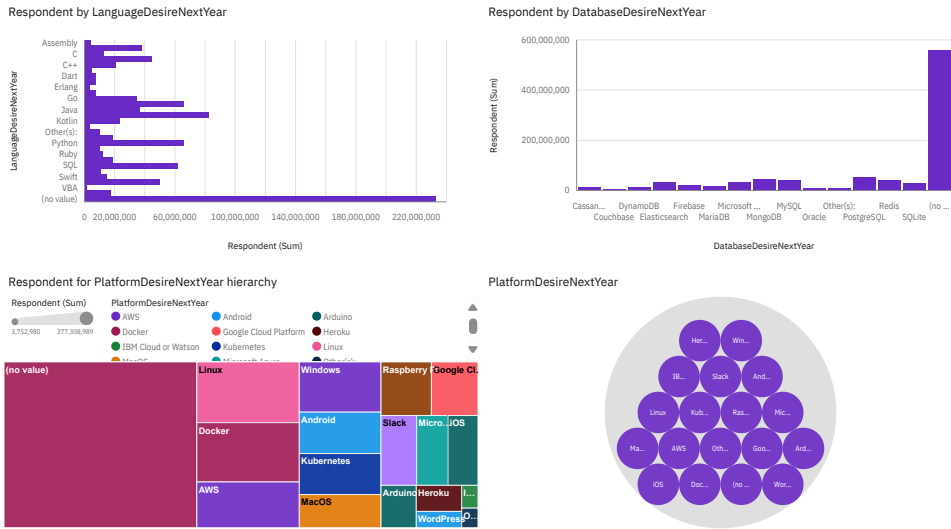 Respondent by LanguageDesireNextYear
LanguageDesireNextYear
Assembly
C
C++
Dart
Erlang
Go
Java
Kotlin
Other(s):
Python
Ruby
SQL
Swift
VBA
(no value)
0 20,000,000 60,000,000 100,000,000 140,000,000 180,000,000 220,000,000
Respondent (Sum)
Respondent by DatabaseDesireNextYear
Respondent (Sum)
600,000,000
400,000,000
200,000,000
0
Cassan... DynamoDB Firebase Microsoft ... MySQL Other(s): Redis (no ...
Couchbase Elasticsearch MariaDB MongoDB Oracle PostgreSQL SQLite
DatabaseDesireNextYear
Respondent for PlatformDesireNextYear hierarchy
Respondent (Sum)
3,752,980 377,308,989
PlatformDesireNextYear
AWS Android Arduino
Docker Google Cloud Platform Heroku
IBM Cloud or Watson Kubernetes Linux
MacOS Microsoft Azure Other(s):
(no value)
Linux
Docker
AWS
Windows
Android
Kubernetes
MacOS
Raspberry Google Cl...
Slack Micro... iOS
Arduino Heroku I...
WordPress O...
PlatformDesireNextYear
Her... Win...
IB... Slack And...
Linux Kub... Ras... Mic...
Ma... AWS Oth... Goo... Ard...
iOS Doc... (no ... Wor...